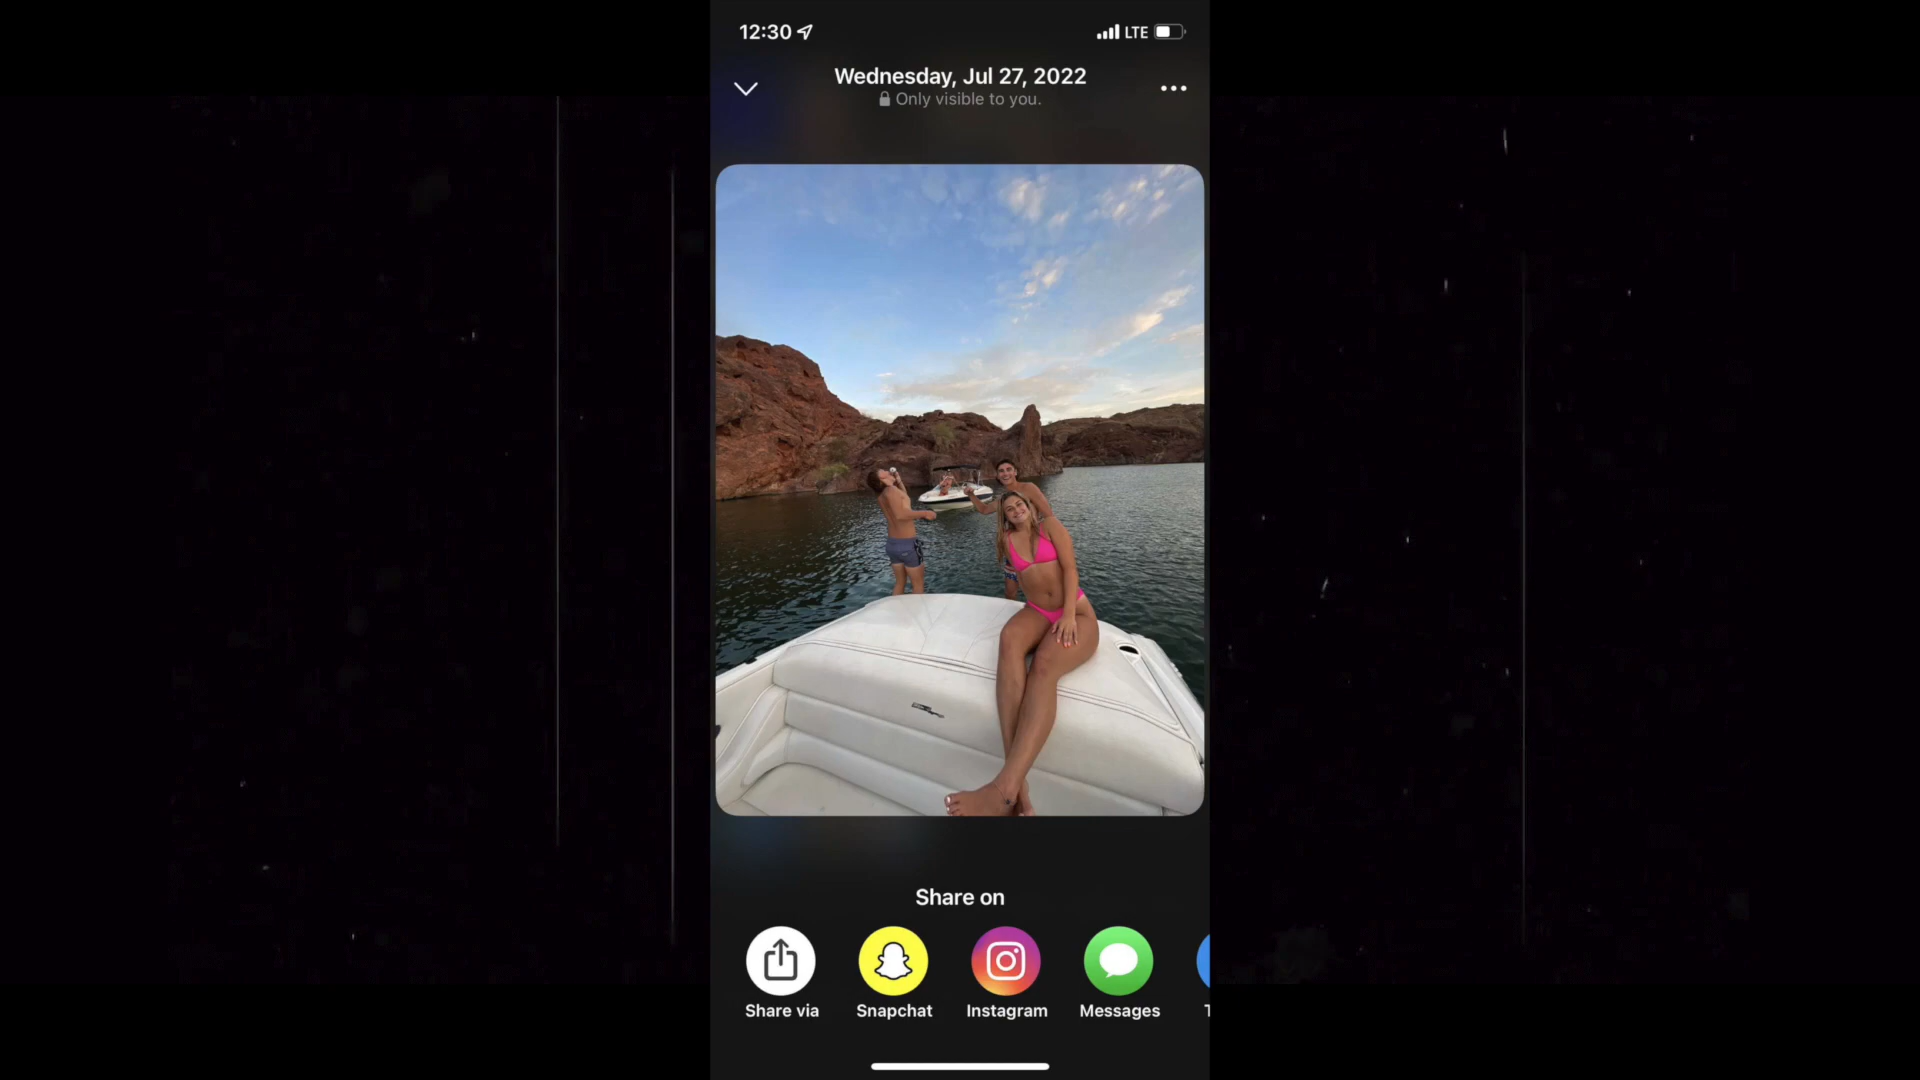 12:30
LTE
Wednesday, Jul 27, 2022
Only visible to you.
Share on
Share via
Snapchat
Instagram
Messages
T